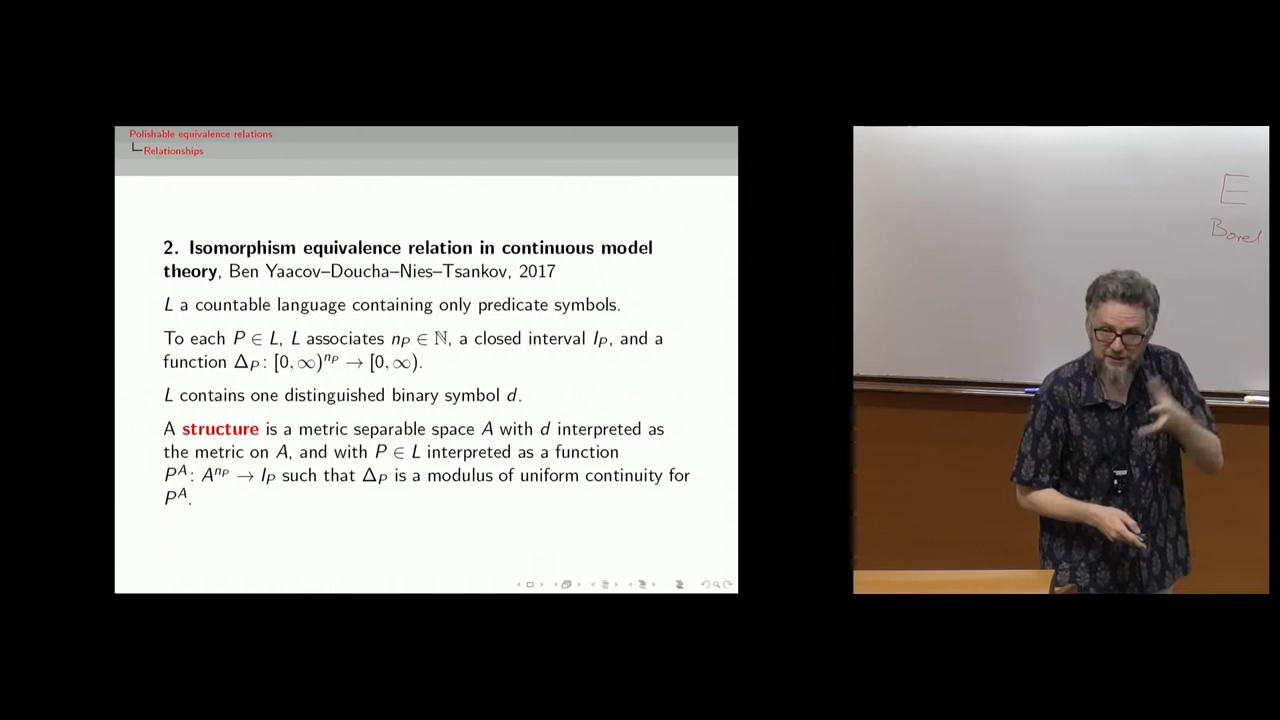 Polishable equivalence relations
Relationships
2. Isomorphism equivalence relation in continuous model
theory, Ben Yaacov–Doucha–Nies–Tsankov, 2017
L a countable language containing only predicate symbols.
To each P ∈ L, L associates n_P ∈ ℕ, a closed interval I_P, and a
function Δ_P : [0, ∞)^{n_P} → [0, ∞).
L contains one distinguished binary symbol d.
A structure is a metric separable space A with d interpreted as
the metric on A, and with P ∈ L interpreted as a function
P^A : A^{n_P} → I_P such that Δ_P is a modulus of uniform continuity for
P^A.
E
Borel